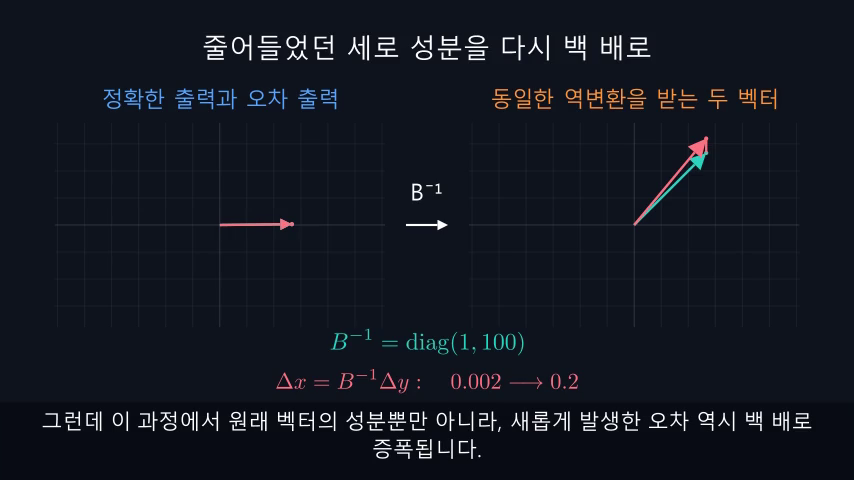 줄어들었던 세로 성분을 다시 백 배로
정확한 출력과 오차 출력
동일한 역변환을 받는 두 벡터
B⁻¹
B⁻¹ = diag(1, 100)
Δx = B⁻¹Δy : 0.002 ⟶ 0.2
그런데 이 과정에서 원래 벡터의 성분뿐만 아니라, 새롭게 발생한 오차 역시 백 배로
증폭됩니다.